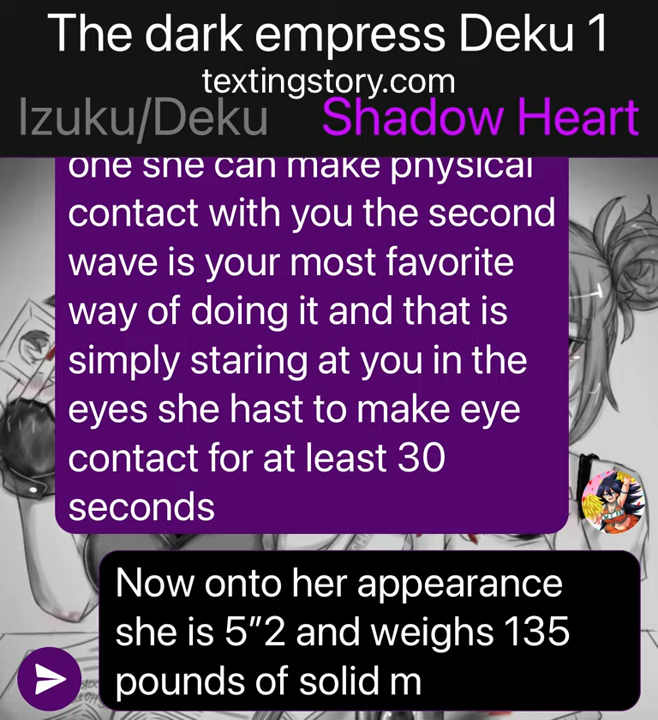 The dark empress Deku 1
textingstory.com
Izuku/Deku Shadow Heart
one she can make physical
contact with you the second
wave is your most favorite
way of doing it and that is
simply staring at you in the
eyes she hast to make eye
contact for at least 30
seconds
Now onto her appearance
she is 5”2 and weighs 135
pounds of solid m